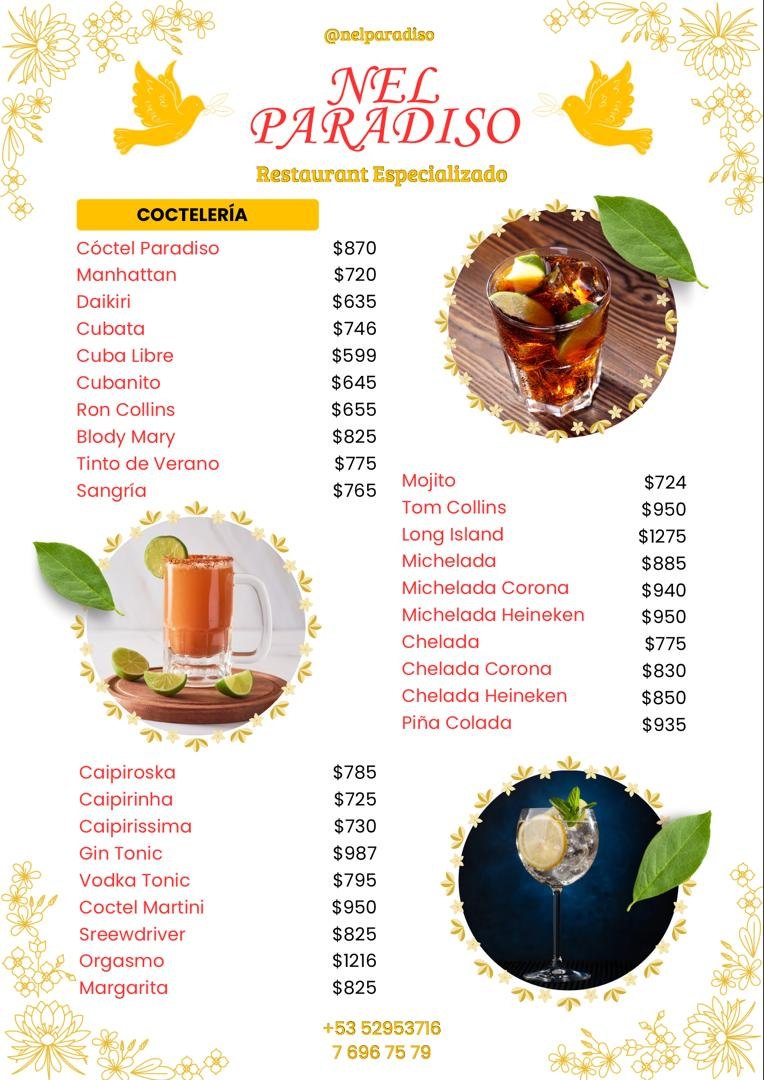 @nelparadiso
NEL
PARADISO
Restaurant Especializado
COCTELERÍA
Cóctel Paradiso $870
Manhattan $720
Daikiri $635
Cubata $746
Cuba Libre $599
Cubanito $645
Ron Collins $655
Blody Mary $825
Tinto de Verano $775
Sangría $765
Mojito $724
Tom Collins $950
Long Island $1275
Michelada $885
Michelada Corona $940
Michelada Heineken $950
Chelada $775
Chelada Corona $830
Chelada Heineken $850
Piña Colada $935
Caipiroska $785
Caipirinha $725
Caipirissima $730
Gin Tonic $987
Vodka Tonic $795
Coctel Martini $950
Sreewdriver $825
Orgasmo $1216
Margarita $825
+53 52953716
7 696 75 79